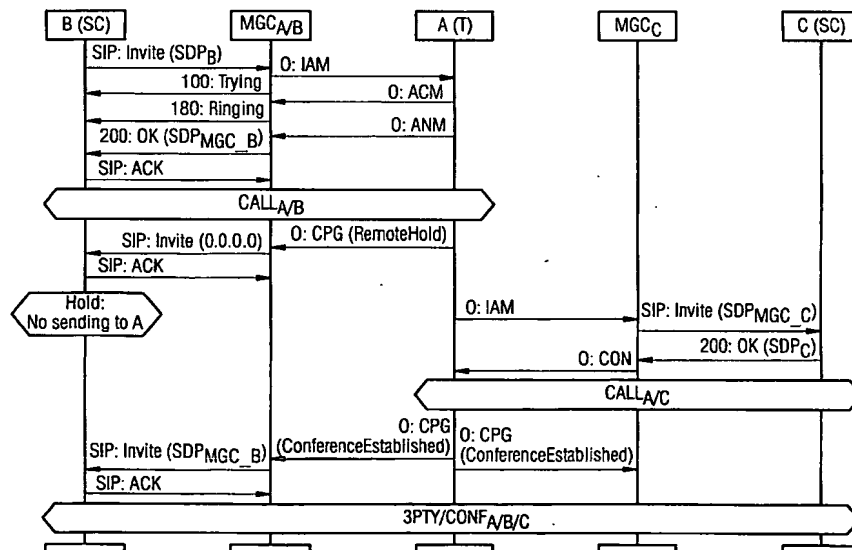 B (SC)
MGCA/B
A (T)
MGCC
C (SC)
SIP: Invite (SDPB)
O: IAM
100: Trying
O: ACM
180: Ringing
O: ANM
200: OK (SDPMGC_B)
SIP: ACK
CALLA/B
O: CPG (RemoteHold)
SIP: Invite (0.0.0.0)
SIP: ACK
Hold:
No sending to A
O: IAM
SIP: Invite (SDPMGC_C)
200: OK (SDPC)
O: CON
CALLA/C
O: CPG
(ConferenceEstablished)
O: CPG
(ConferenceEstablished)
SIP: Invite (SDPMGC_B)
SIP: ACK
3PTY/CONFA/B/C